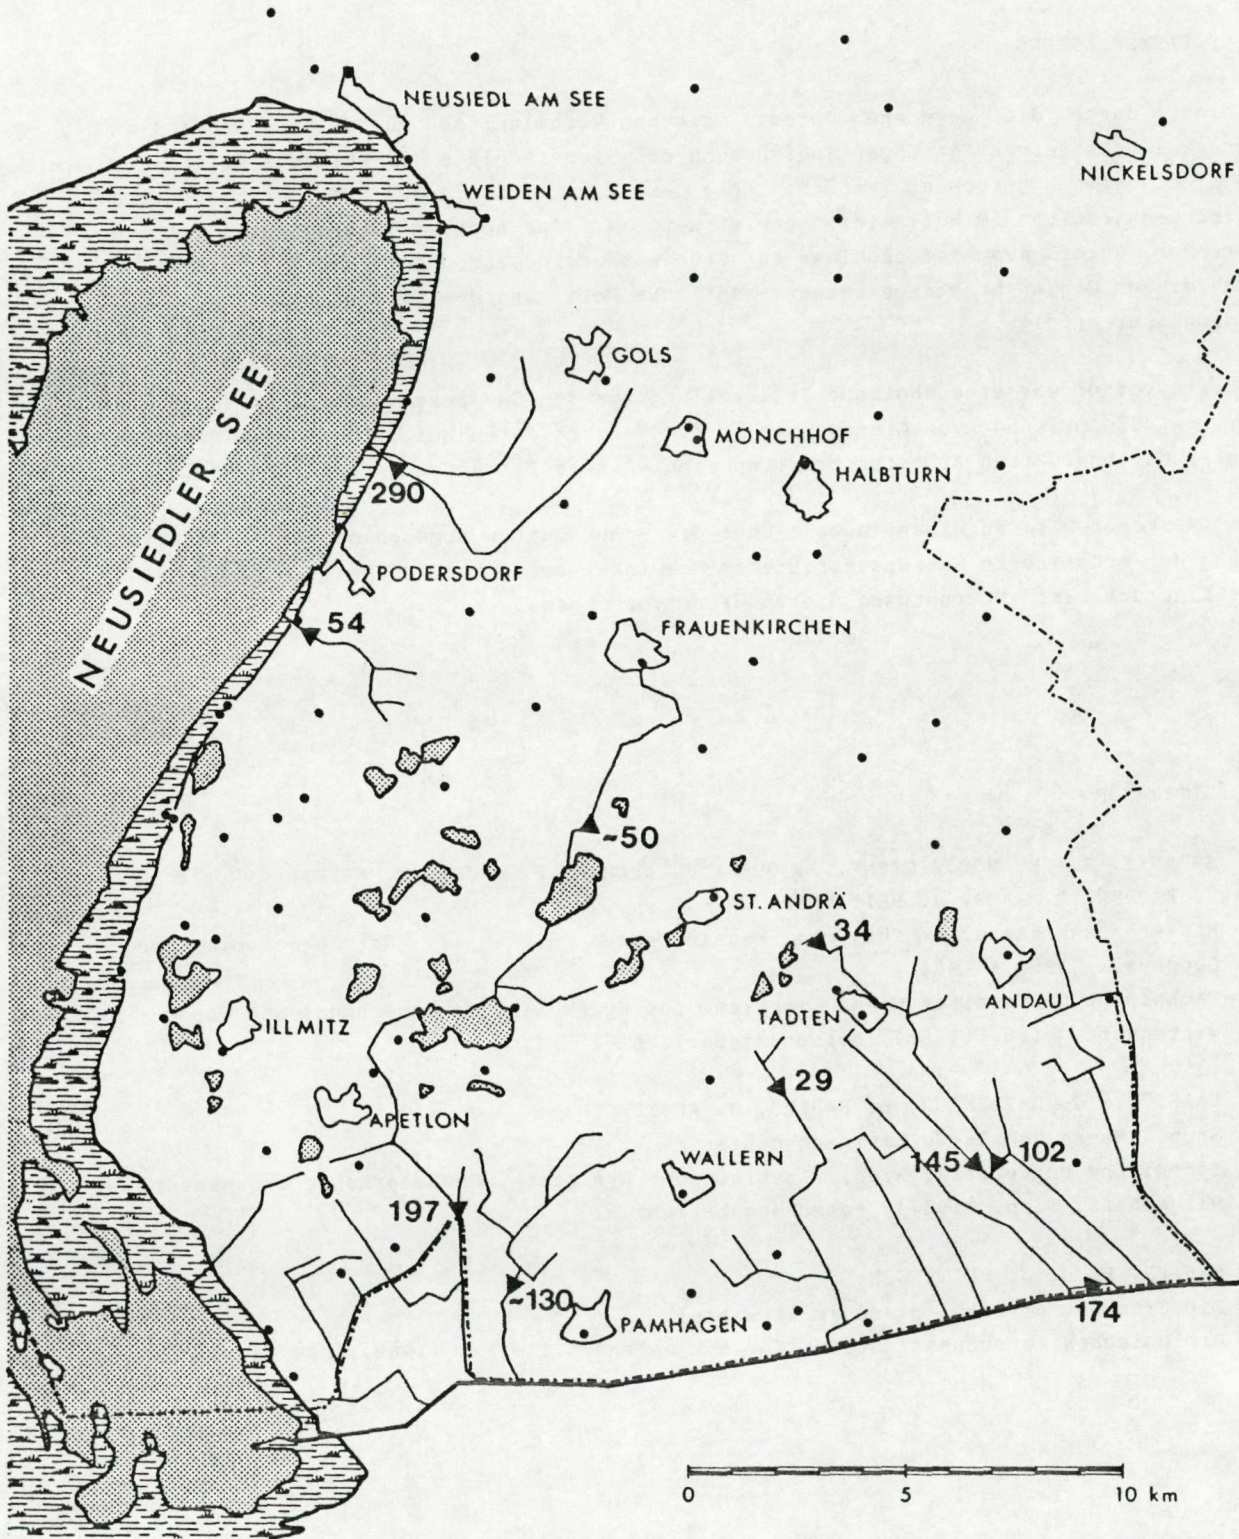 NEUSIEDL AM SEE
NICKELSDORF
WEIDEN AM SEE
GOLS
NEUSIEDLER SEE
MÖNCHHOF
HALBTURN
290
PODERSDORF
54
FRAUENKIRCHEN
~50
ST. ANDRÄ
34
ANDAU
TADTEN
ILLMITZ
29
APETLON
WALLERN
145
102
197
~130
PAMHAGEN
174
0 5 10 km